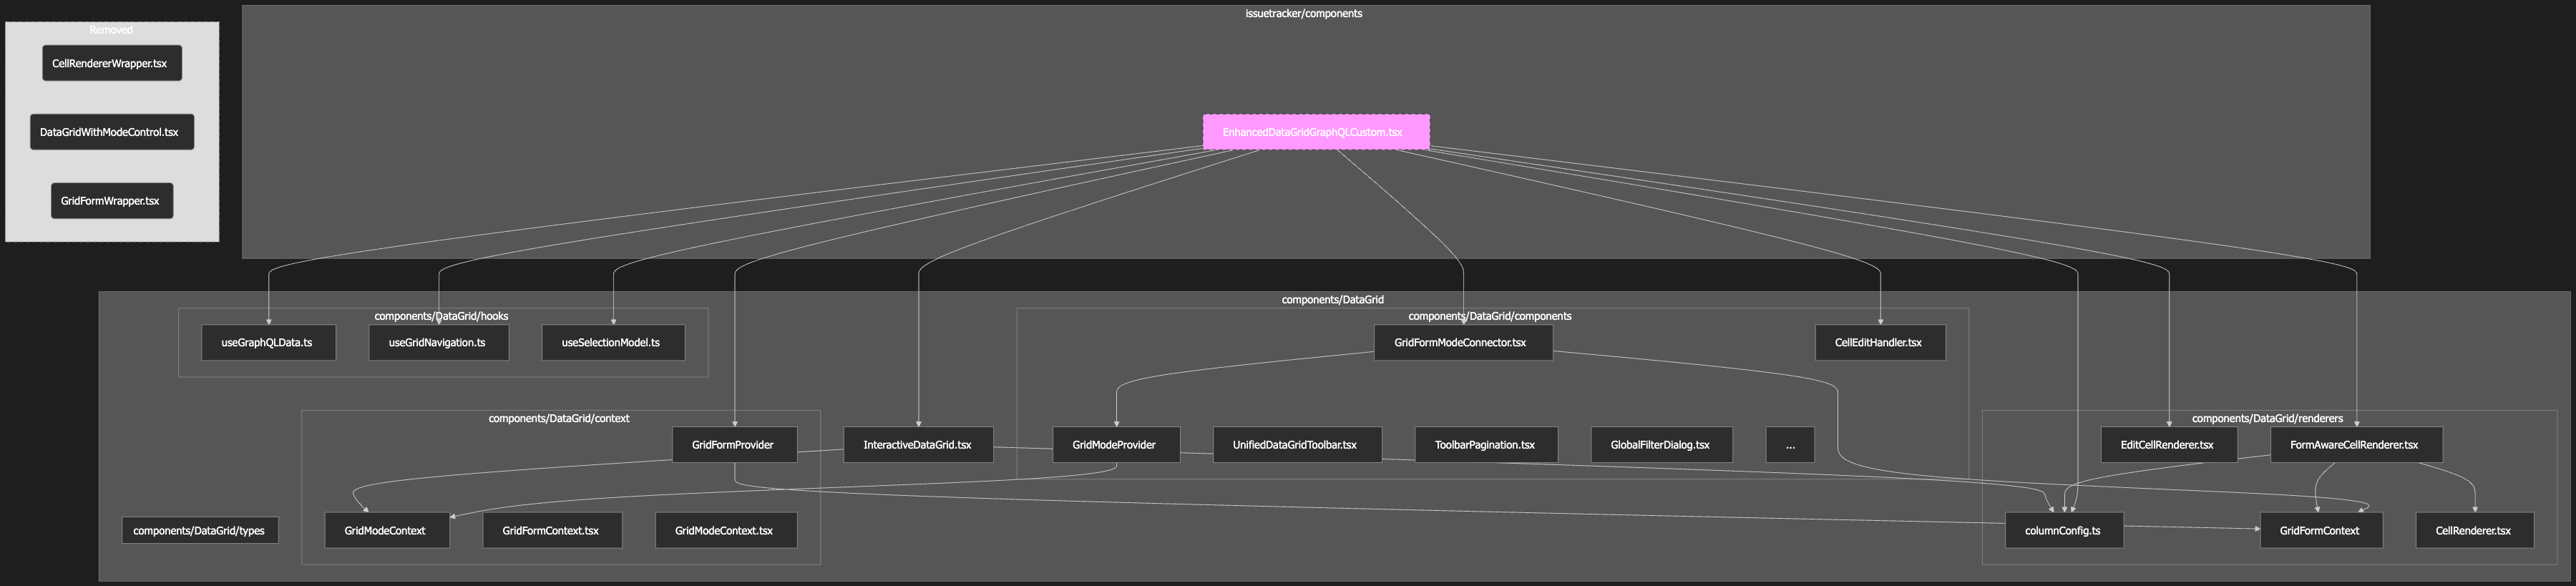 issuetracker/components
Removed
CellRendererWrapper.tsx
DataGridWithModeControl.tsx
GridFormWrapper.tsx
EnhancedDataGridGraphQLCustom.tsx
components/DataGrid
components/DataGrid/hooks
useGraphQLData.ts
useGridNavigation.ts
useSelectionModel.ts
components/DataGrid/components
GridFormModeConnector.tsx
CellEditHandler.tsx
components/DataGrid/context
GridFormProvider
InteractiveDataGrid.tsx
GridModeProvider
UnifiedDataGridToolbar.tsx
ToolbarPagination.tsx
GlobalFilterDialog.tsx
...
components/DataGrid/renderers
EditCellRenderer.tsx
FormAwareCellRenderer.tsx
components/DataGrid/types
GridModeContext
GridFormContext.tsx
GridModeContext.tsx
columnConfig.ts
GridFormContext
CellRenderer.tsx